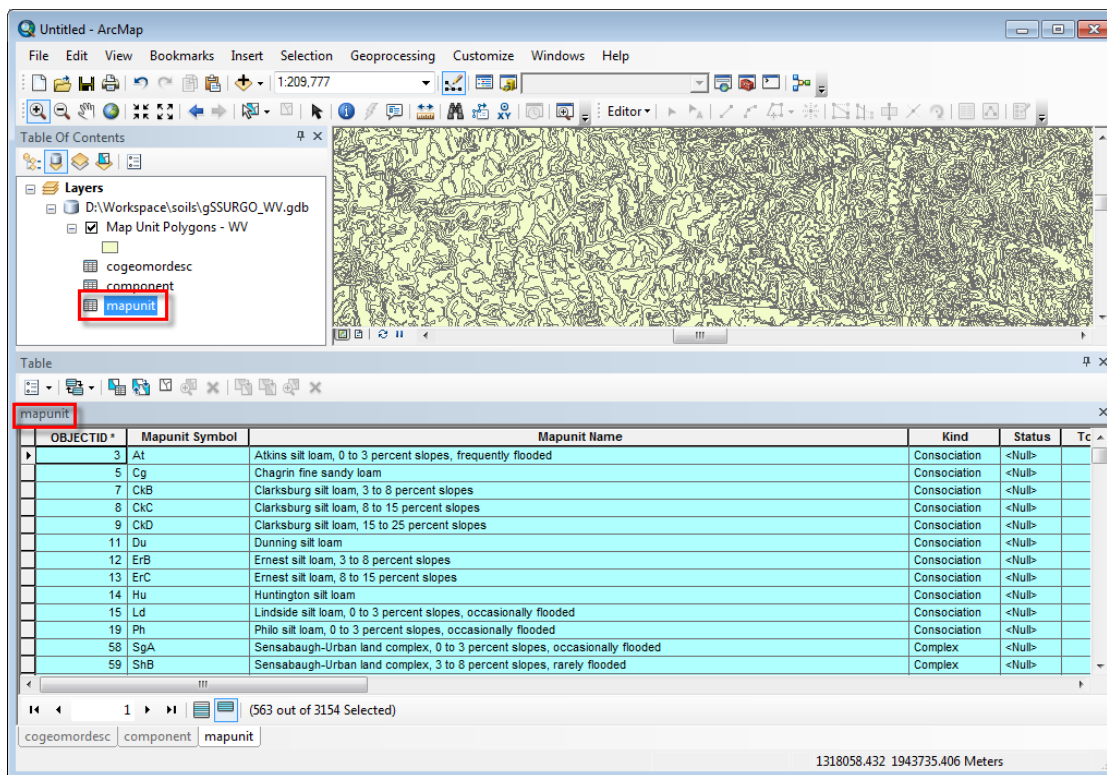 Untitled - ArcMap
File Edit View Bookmarks Insert Selection Geoprocessing Customize Windows Help
1:209,777
Editor
Table Of Contents
Layers
D:\Workspace\soils\gSSURGO_WV.gdb
Map Unit Polygons - WV
cogeomordesc
component
mapunit
Table
mapunit
OBJECTID * Mapunit Symbol Mapunit Name Kind Status To
3 At Atkins silt loam, 0 to 3 percent slopes, frequently flooded Consociation <Null>
5 Cg Chagrin fine sandy loam Consociation <Null>
7 CkB Clarksburg silt loam, 3 to 8 percent slopes Consociation <Null>
8 CkC Clarksburg silt loam, 8 to 15 percent slopes Consociation <Null>
9 CkD Clarksburg silt loam, 15 to 25 percent slopes Consociation <Null>
11 Du Dunning silt loam Consociation <Null>
12 ErB Ernest silt loam, 3 to 8 percent slopes Consociation <Null>
13 ErC Ernest silt loam, 8 to 15 percent slopes Consociation <Null>
14 Hu Huntington silt loam Consociation <Null>
15 Ld Lindside silt loam, 0 to 3 percent slopes, occasionally flooded Consociation <Null>
19 Ph Philo silt loam, 0 to 3 percent slopes, occasionally flooded Consociation <Null>
58 SgA Sensabaugh-Urban land complex, 0 to 3 percent slopes, occasionally flooded Complex <Null>
59 ShB Sensabaugh-Urban land complex, 3 to 8 percent slopes, rarely flooded Complex <Null>
1 (563 out of 3154 Selected)
cogeomordesc component mapunit
1318058.432 1943735.406 Meters